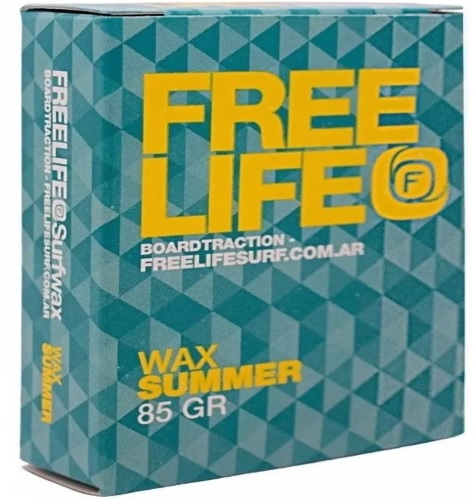 FREE
LIFE F
BOARDTRACTION -
FREELIFESURF.COM.AR
WAX
SUMMER
85 GR
FREELIFE Surfwax
BOARDTRACTION - FREELIFESURF.COM.AR
WAX
SUMMER